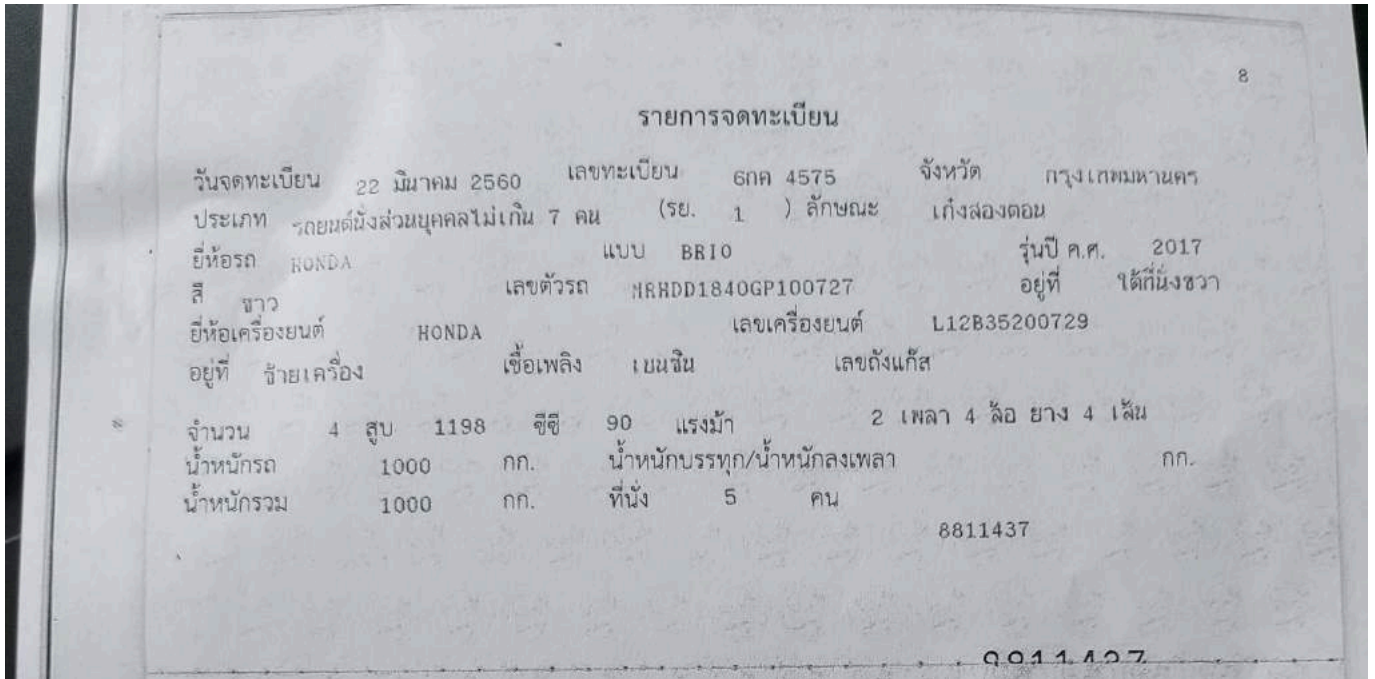 8
รายการจดทะเบียน
วันจดทะเบียน 22 มีนาคม 2560 เลขทะเบียน 6กค 4575 จังหวัด กรุงเทพมหานคร
ประเภท รถยนต์นั่งส่วนบุคคลไม่เกิน 7 คน (รย. 1 ) ลักษณะ เก๋งสองตอน
ยี่ห้อรถ HONDA แบบ BRIO รุ่นปี ค.ศ. 2017
สี ขาว เลขตัวรถ MRHDD1840GP100727 อยู่ที่ ใต้ที่นั่งขวา
ยี่ห้อเครื่องยนต์ HONDA เลขเครื่องยนต์ L12B35200729
อยู่ที่ ซ้ายเครื่อง เชื้อเพลิง เบนซิน เลขถังแก๊ส
จำนวน 4 สูบ 1198 ซีซี 90 แรงม้า 2 เพลา 4 ล้อ ยาง 4 เส้น
น้ำหนักรถ 1000 กก. น้ำหนักบรรทุก/น้ำหนักลงเพลา กก.
น้ำหนักรวม 1000 กก. ที่นั่ง 5 คน
8811437